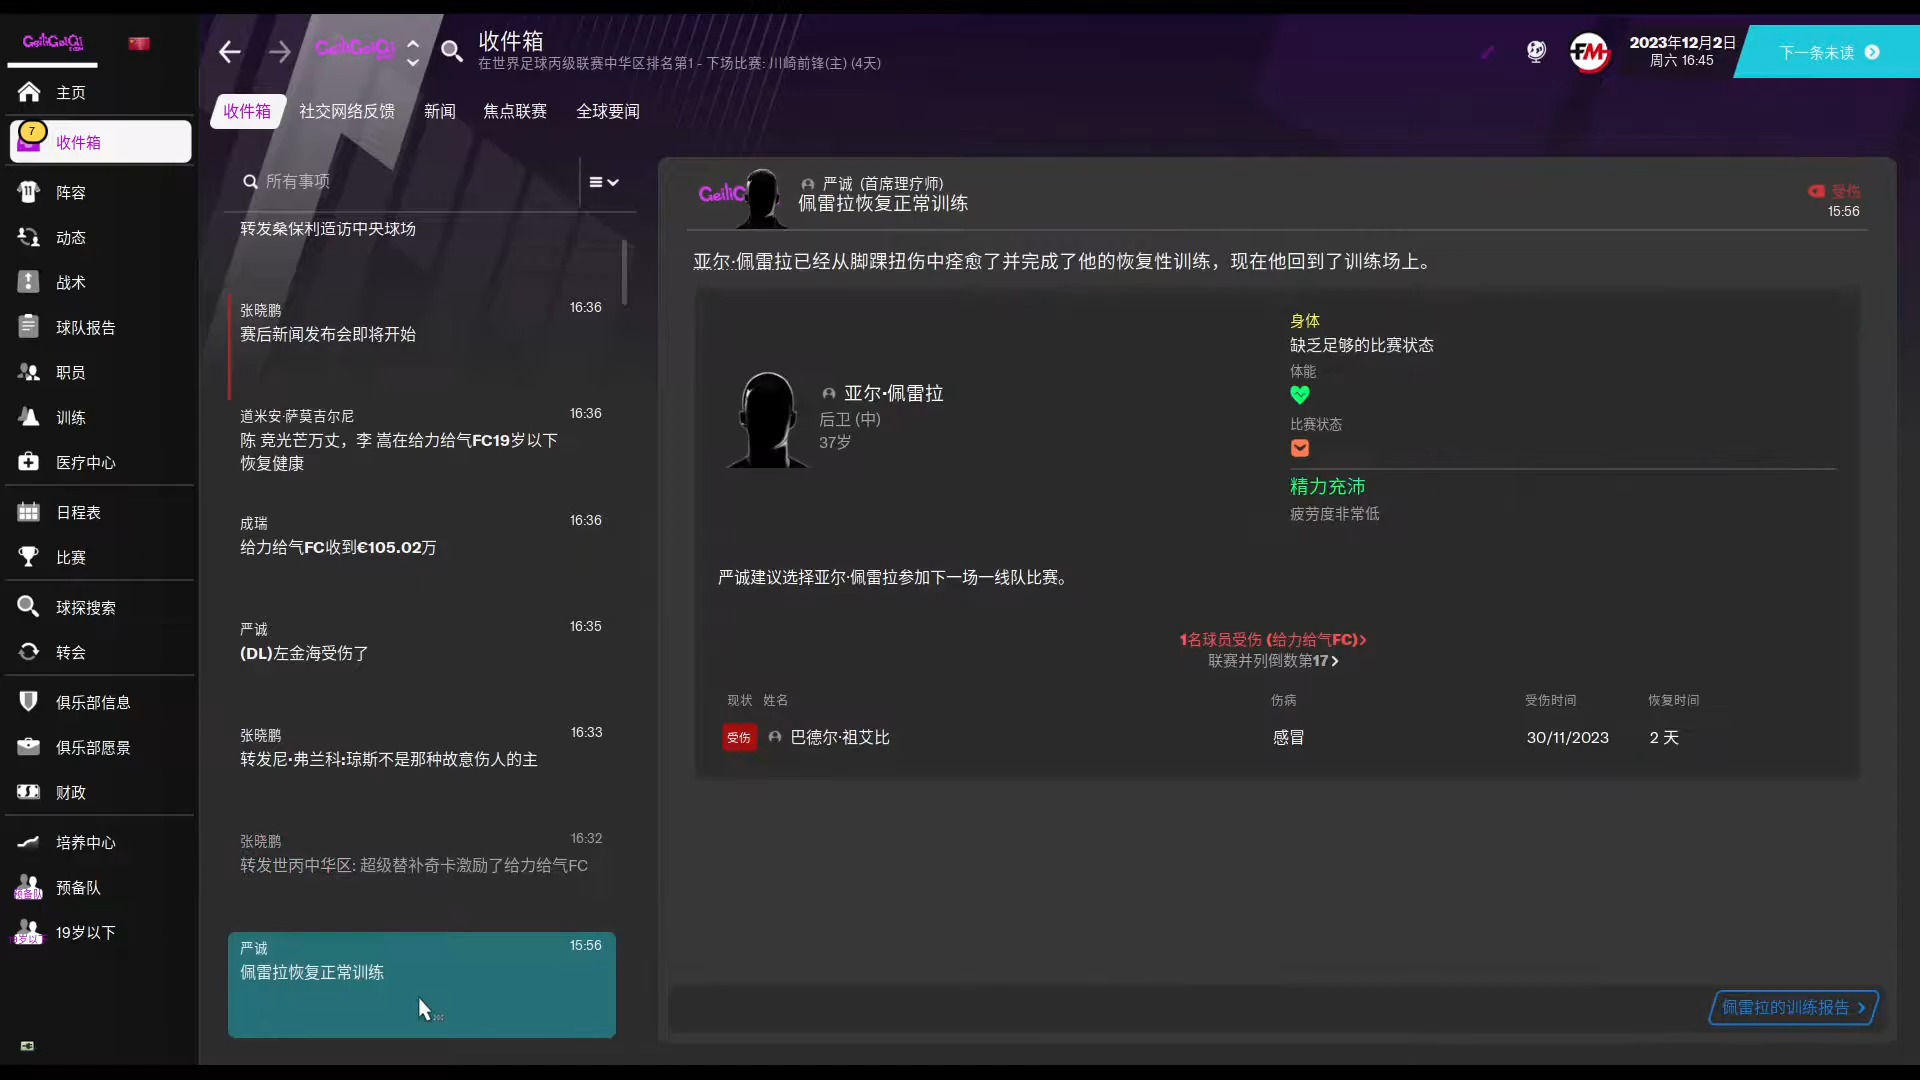 GeiliGeiQi
主页
7
收件箱
阵容
动态
战术
球队报告
职员
训练
医疗中心
日程表
比赛
球探搜索
转会
俱乐部信息
俱乐部愿景
财政
培养中心
预备队
预备队
19岁以下
19岁以下
GeiliGeiQi
收件箱
在世界足球丙级联赛中华区排名第1 - 下场比赛: 川崎前锋(主) (4天)
FM
2023年12月2日
周六 16:45
下一条未读
收件箱
社交网络反馈
新闻
焦点联赛
全球要闻
所有事项
转发桑保利造访中央球场
张晓鹏
16:36
赛后新闻发布会即将开始
道米安·萨莫吉尔尼
16:36
陈 竞光芒万丈，李 嵩在给力给气FC19岁以下
恢复健康
成瑞
16:36
给力给气FC收到€105.02万
严诚
16:35
(DL)左金海受伤了
张晓鹏
16:33
转发尼·弗兰科:琼斯不是那种故意伤人的主
张晓鹏
16:32
转发世丙中华区: 超级替补奇卡激励了给力给气FC
严诚
15:56
佩雷拉恢复正常训练
严诚 (首席理疗师)
佩雷拉恢复正常训练
受伤
15:56
亚尔·佩雷拉已经从脚踝扭伤中痊愈了并完成了他的恢复性训练，现在他回到了训练场上。
亚尔·佩雷拉
后卫 (中)
37岁
身体
缺乏足够的比赛状态
体能
比赛状态
精力充沛
疲劳度非常低
严诚建议选择亚尔·佩雷拉参加下一场一线队比赛。
1名球员受伤 (给力给气FC)
联赛并列倒数第17
现状 姓名 伤病 受伤时间 恢复时间
受伤 巴德尔·祖艾比 感冒 30/11/2023 2 天
佩雷拉的训练报告